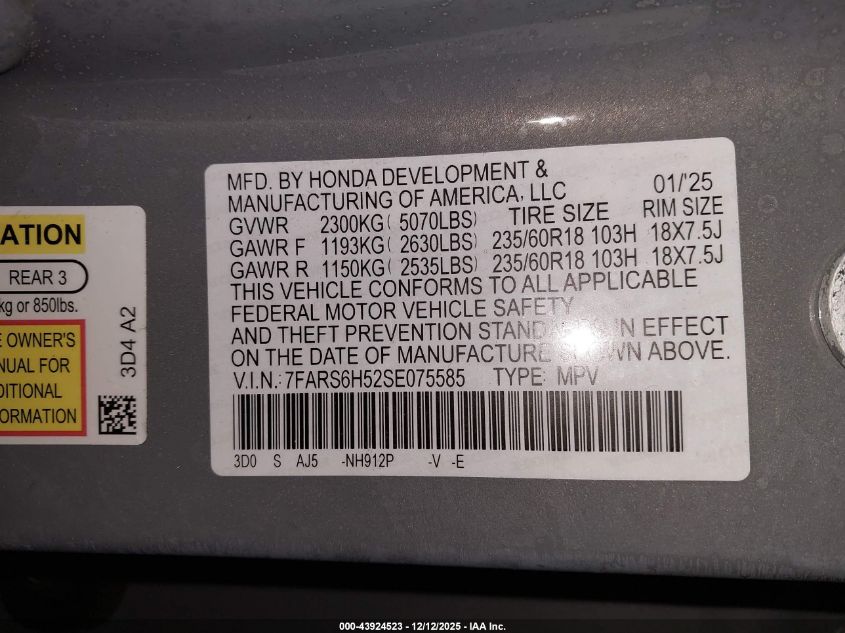 MFD. BY HONDA DEVELOPMENT &
MANUFACTURING OF AMERICA, LLC 01/'25
GVWR 2300KG( 5070LBS) TIRE SIZE RIM SIZE
GAWR F 1193KG( 2630LBS) 235/60R18 103H 18X7.5J
GAWR R 1150KG( 2535LBS) 235/60R18 103H 18X7.5J
THIS VEHICLE CONFORMS TO ALL APPLICABLE
FEDERAL MOTOR VEHICLE SAFETY
AND THEFT PREVENTION STANDARDS IN EFFECT
ON THE DATE OF MANUFACTURE SHOWN ABOVE.
V.I.N.: 7FARS6H52SE075585 TYPE: MPV
3D0 S AJ5 -NH912P -V -E
ATION
REAR 3
kg or 850lbs.
E OWNER'S
NUAL FOR
DITIONAL
FORMATION
3D4 A2
000-43924523 – 12/12/2025 – IAA Inc.